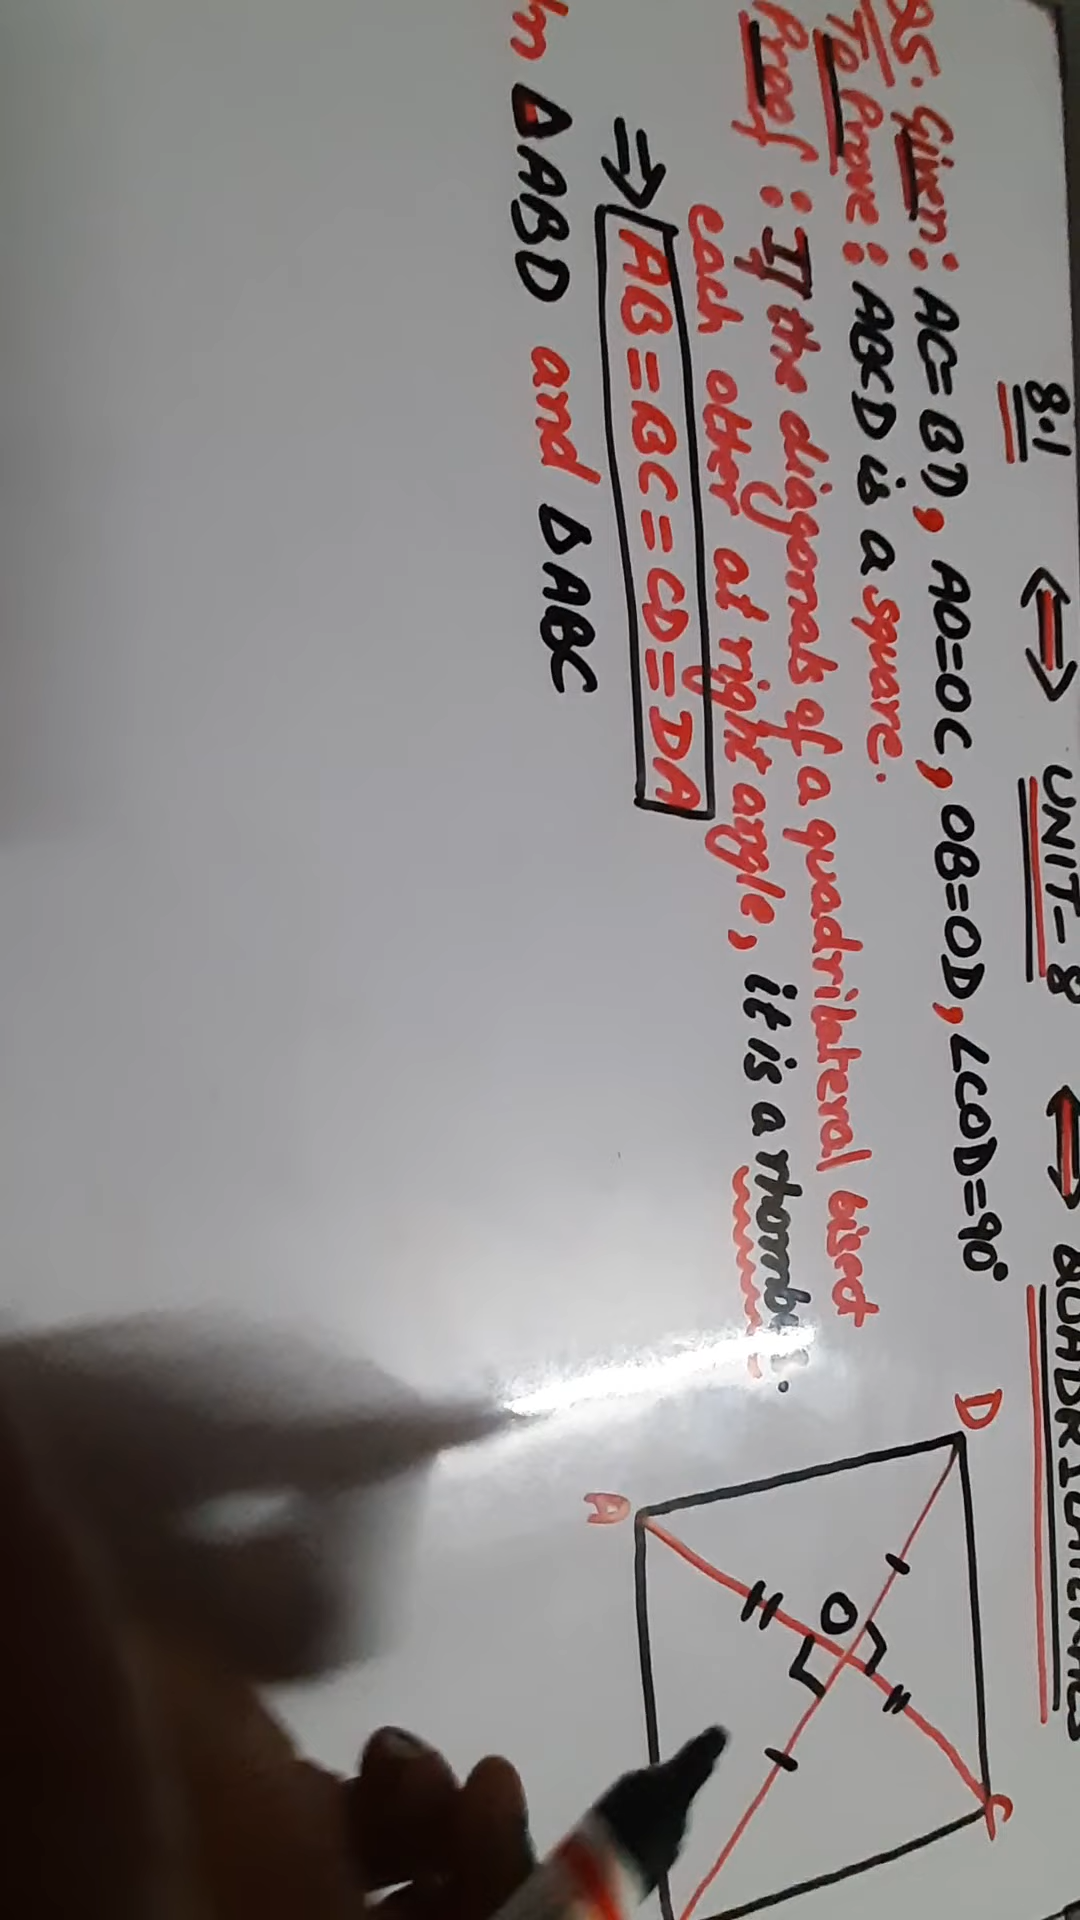 8.1 ⟺ UNIT-8 ⟺ QUADRILATERALS
25. Given: AC=BD, AO=OC, OB=OD, ∠COD=90°
To Prove: ABCD is a square.
Proof: If the diagonals of a quadrilateral bisect
each other at right angle, it is a rhombus.
⇒ AB=BC=CD=DA
In ΔABD and ΔABC
D
C
O
A